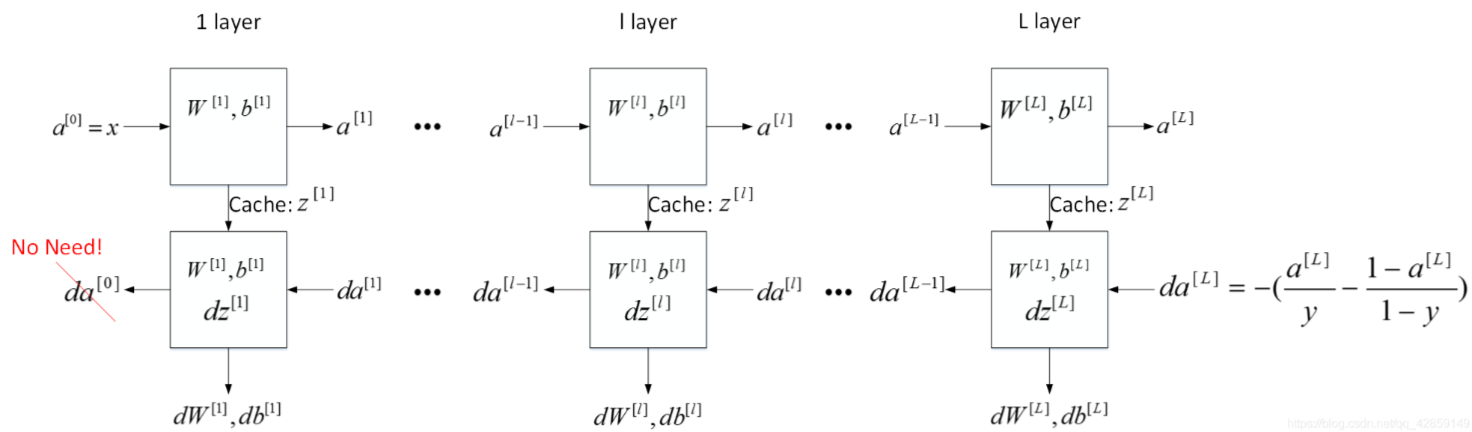 1 layer l layer L layer
W^{[1]}, b^{[1]} W^{[l]}, b^{[l]} W^{[L]}, b^{[L]}
a^{[0]} = x a^{[1]} ••• a^{[l-1]} a^{[l]} ••• a^{[L-1]} a^{[L]}
Cache: z^{[1]} Cache: z^{[l]} Cache: z^{[L]}
No Need!
W^{[1]}, b^{[1]} W^{[l]}, b^{[l]} W^{[L]}, b^{[L]}
da^{[0]} dz^{[1]} da^{[1]} ••• da^{[l-1]} dz^{[l]} da^{[l]} ••• da^{[L-1]} dz^{[L]} da^{[L]} = -(\frac{a^{[L]}}{y} - \frac{1-a^{[L]}}{1-y})
dW^{[1]}, db^{[1]} dW^{[l]}, db^{[l]} dW^{[L]}, db^{[L]}
https://blog.csdn.net/qq_42859149